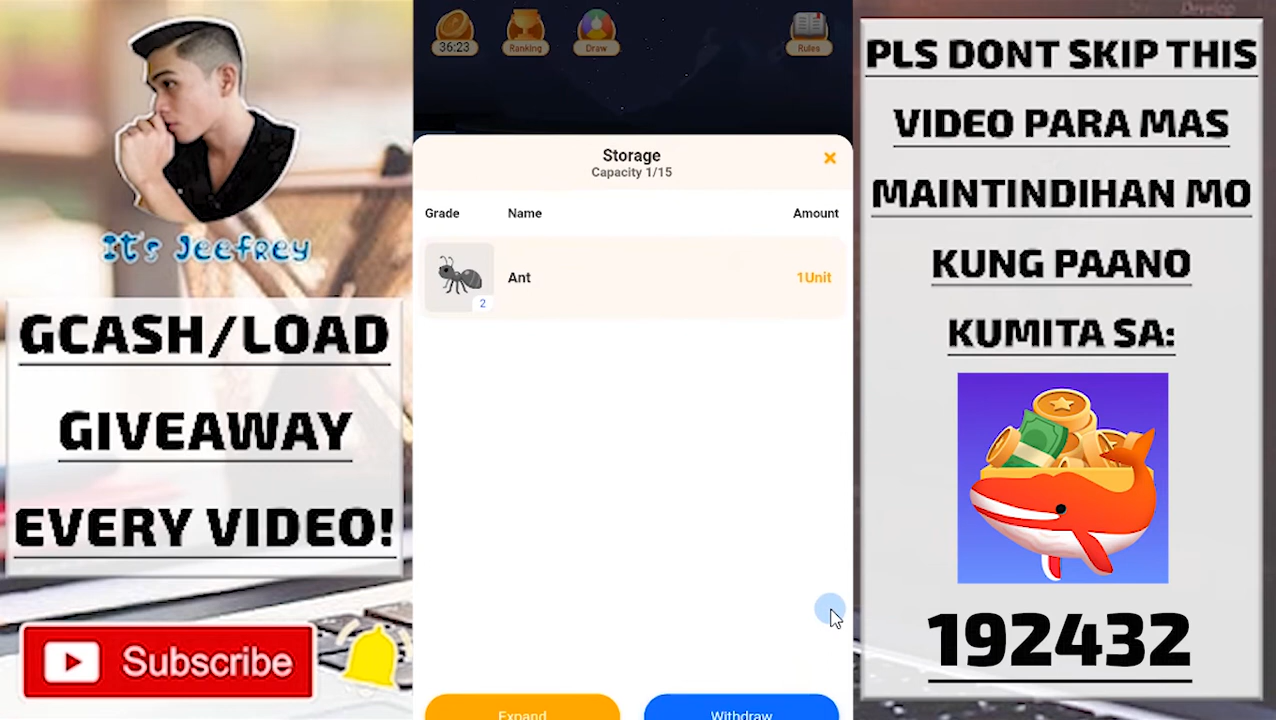 It's Jeefrey
GCASH/LOAD
GIVEAWAY
EVERY VIDEO!
Subscribe
36:23
Ranking
Draw
Rules
Storage
Capacity 1/15
Grade Name Amount
2
Ant
1Unit
Expand
Withdraw
Develop
PLS DONT SKIP THIS
VIDEO PARA MAS
MAINTINDIHAN MO
KUNG PAANO
KUMITA SA:
192432